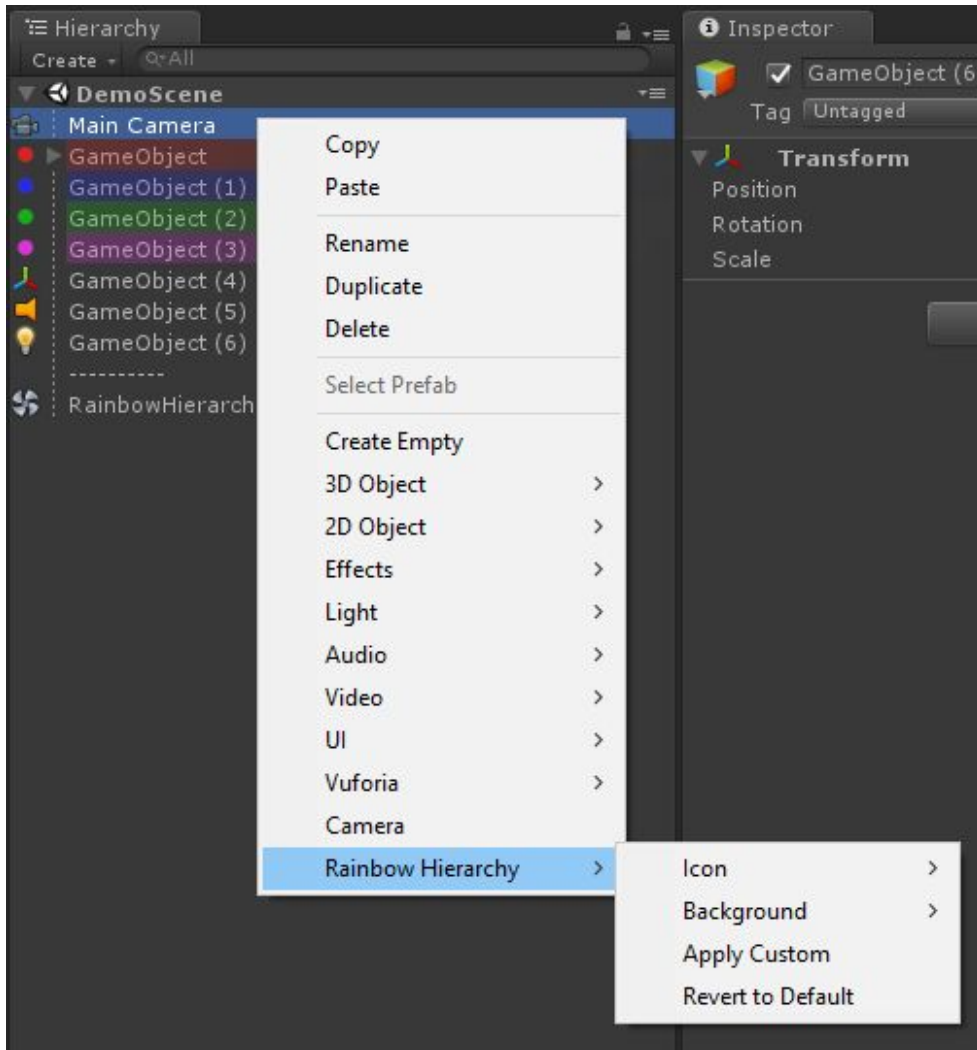 Hierarchy
Create
All
DemoScene
Main Camera
GameObject
GameObject (1)
GameObject (2)
GameObject (3)
GameObject (4)
GameObject (5)
GameObject (6)
----------
RainbowHierarch
Copy
Paste
Rename
Duplicate
Delete
Select Prefab
Create Empty
3D Object
2D Object
Effects
Light
Audio
Video
UI
Vuforia
Camera
Rainbow Hierarchy
Icon
Background
Apply Custom
Revert to Default
Inspector
GameObject (6
Tag Untagged
Transform
Position
Rotation
Scale